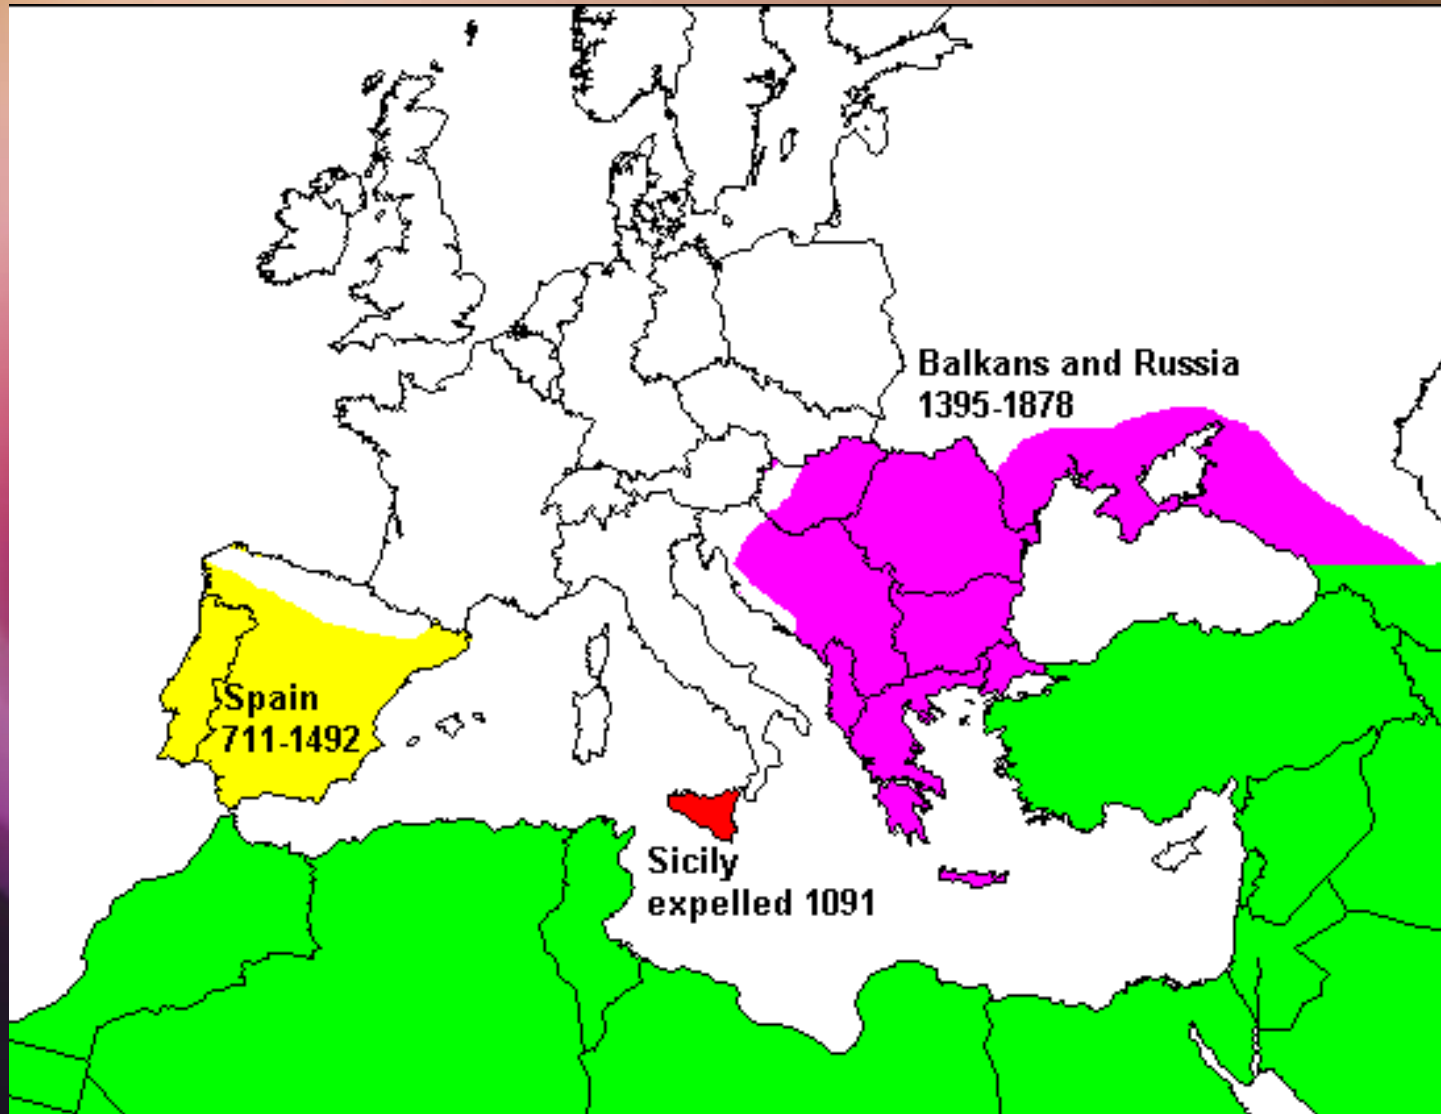 Balkans and Russia
1395-1878
Spain
711-1492
Sicily
expelled 1091